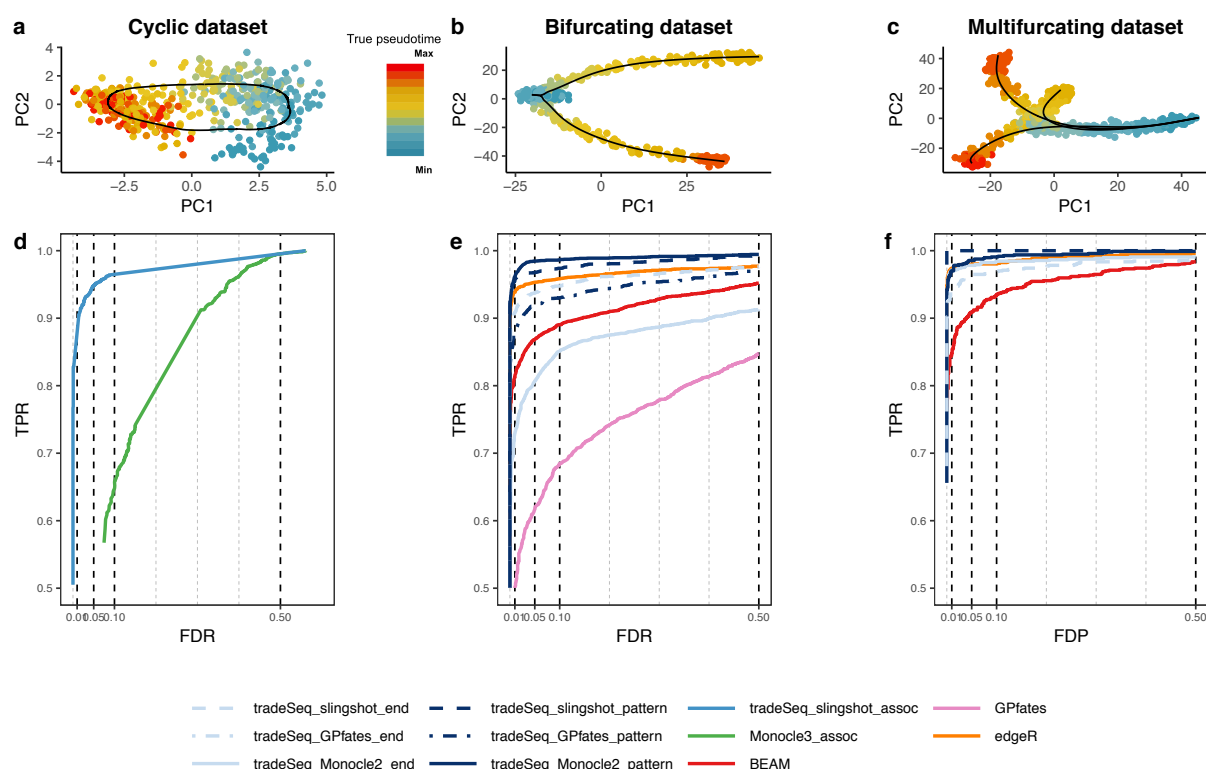 a Cyclic dataset
True pseudotime
Max
Min
4
2
0
−2
−4
PC2
−2.5 0.0 2.5 5.0
PC1
b Bifurcating dataset
20
0
−20
−40
PC2
−25 0 25
PC1
c Multifurcating dataset
40
20
0
−20
PC2
−20 0 20 40
PC1
d
1.0
0.9
0.8
0.7
0.6
0.5
TPR
0.01 0.05 0.10 0.50
FDR
e
1.0
0.9
0.8
0.7
0.6
0.5
TPR
0.01 0.05 0.10 0.50
FDR
f
1.0
0.9
0.8
0.7
0.6
0.5
TPR
0.01 0.05 0.10 0.50
FDP
tradeSeq_slingshot_end tradeSeq_slingshot_pattern tradeSeq_slingshot_assoc GPfates
tradeSeq_GPfates_end tradeSeq_GPfates_pattern Monocle3_assoc edgeR
tradeSeq_Monocle2_end tradeSeq_Monocle2_pattern BEAM